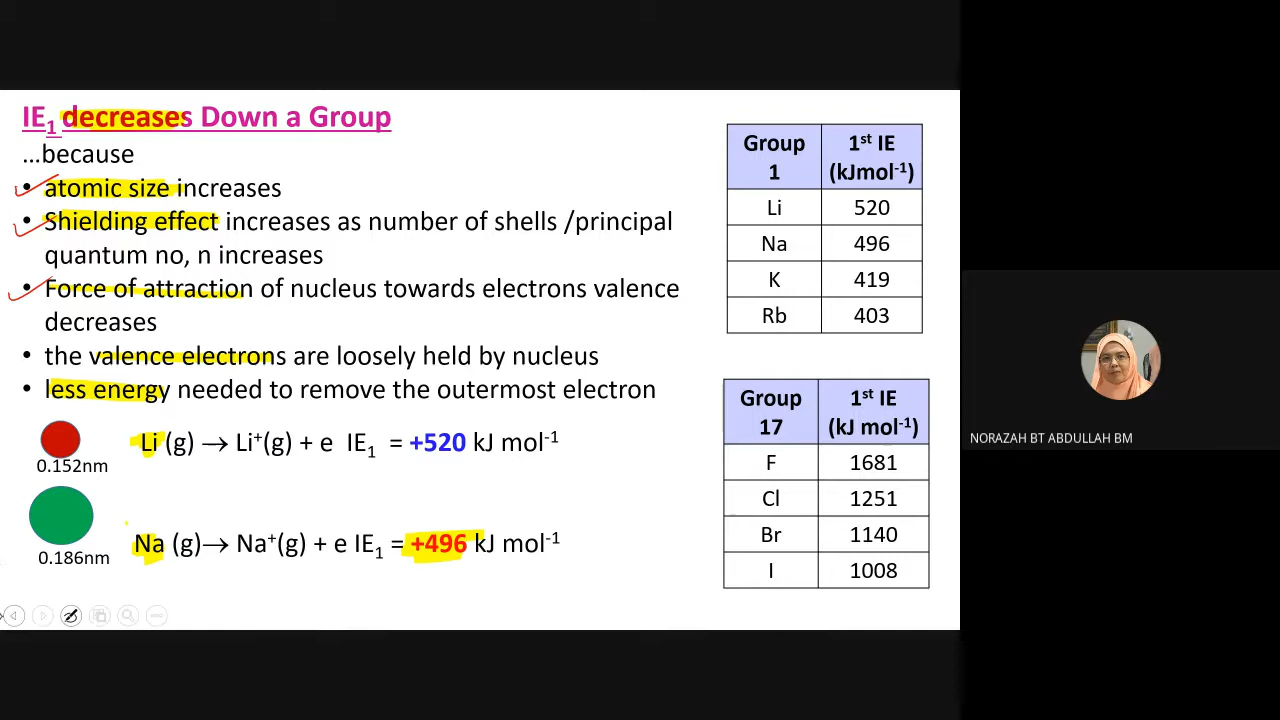 IE1 decreases Down a Group
…because
• atomic size increases
• Shielding effect increases as number of shells /principal
quantum no, n increases
• Force of attraction of nucleus towards electrons valence
decreases
• the valence electrons are loosely held by nucleus
• less energy needed to remove the outermost electron
Li (g) → Li⁺(g) + e IE₁ = +520 kJ mol⁻¹
0.152nm
Na (g)→ Na⁺(g) + e IE₁ = +496 kJ mol⁻¹
0.186nm
Group 1st IE
1 (kJmol⁻¹)
Li 520
Na 496
K 419
Rb 403
Group 1st IE
17 (kJ mol⁻¹)
F 1681
Cl 1251
Br 1140
I 1008
NORAZAH BT ABDULLAH BM